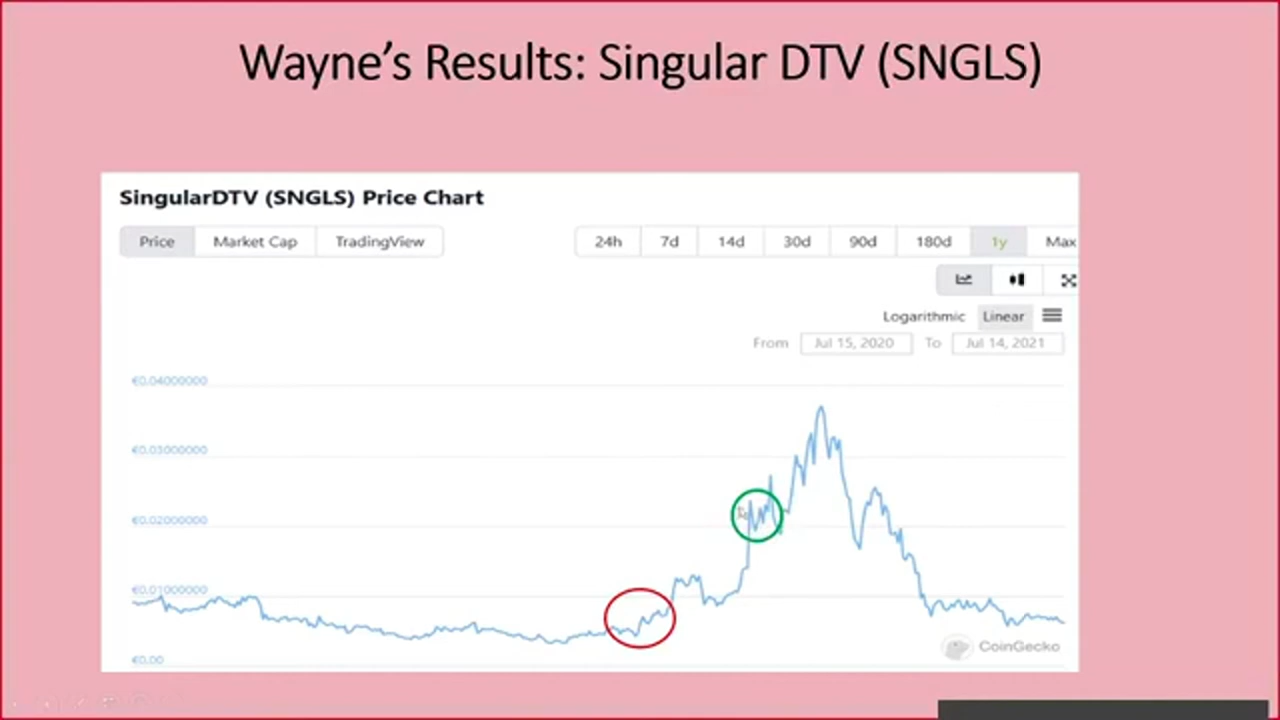 Wayne's Results: Singular DTV (SNGLS)
SingularDTV (SNGLS) Price Chart
Price Market Cap TradingView 24h 7d 14d 30d 90d 180d 1y Max
Logarithmic Linear
From Jul 15, 2020 To Jul 14, 2021
€0.04000000
€0.03000000
€0.02000000
€0.01000000
€0.00
CoinGecko